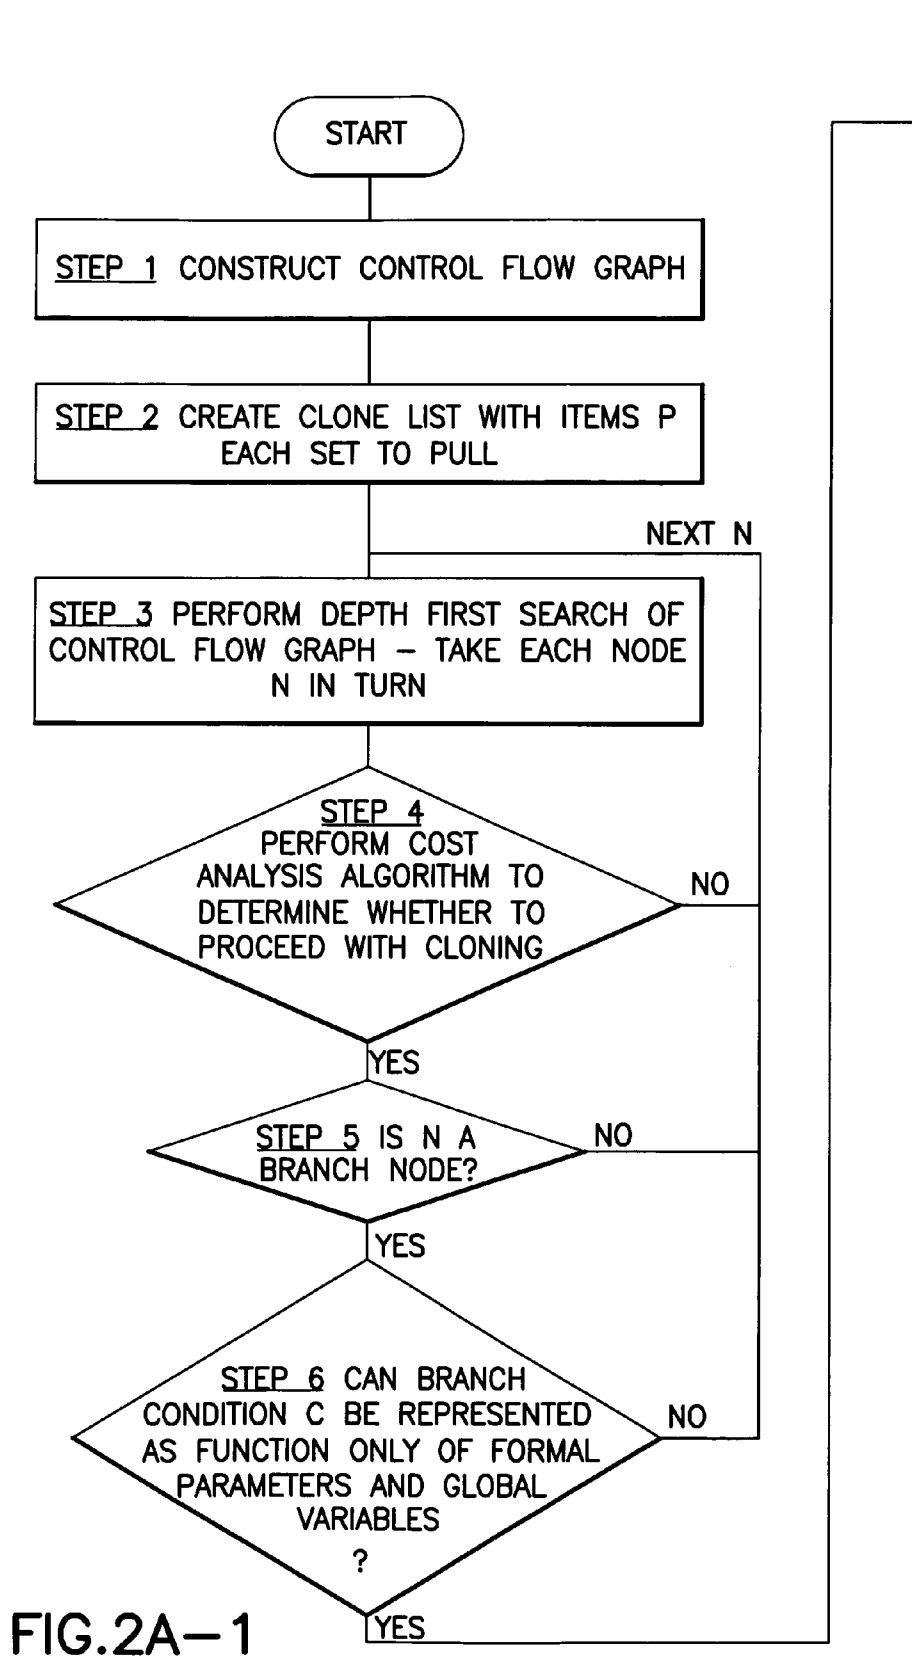 START
STEP 1 CONSTRUCT CONTROL FLOW GRAPH
STEP 2 CREATE CLONE LIST WITH ITEMS P
EACH SET TO PULL
NEXT N
STEP 3 PERFORM DEPTH FIRST SEARCH OF
CONTROL FLOW GRAPH – TAKE EACH NODE
N IN TURN
STEP 4
PERFORM COST
ANALYSIS ALGORITHM TO
DETERMINE WHETHER TO
PROCEED WITH CLONING
NO
YES
STEP 5 IS N A
BRANCH NODE?
NO
YES
STEP 6 CAN BRANCH
CONDITION C BE REPRESENTED
AS FUNCTION ONLY OF FORMAL
PARAMETERS AND GLOBAL
VARIABLES
?
NO
YES
FIG.2A–1